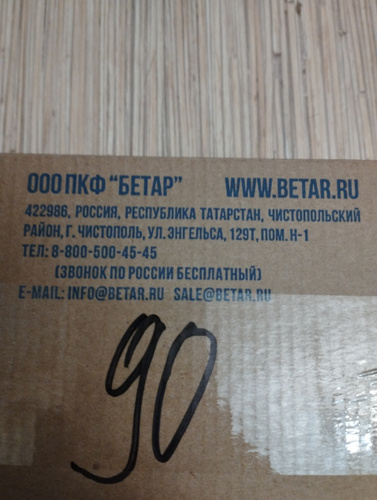 ООО ПКФ "БЕТАР" WWW.BETAR.RU
422986, РОССИЯ, РЕСПУБЛИКА ТАТАРСТАН, ЧИСТОПОЛЬСКИЙ
РАЙОН, Г. ЧИСТОПОЛЬ, УЛ. ЭНГЕЛЬСА, 129Т, ПОМ. Н-1
ТЕЛ: 8-800-500-45-45
(ЗВОНОК ПО РОССИИ БЕСПЛАТНЫЙ)
E-MAIL: INFO@BETAR.RU SALE@BETAR.RU
90